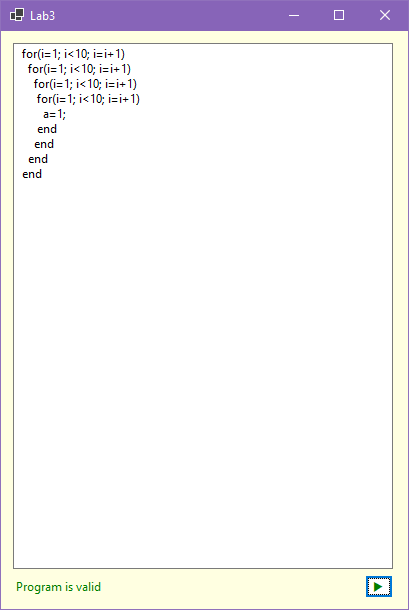 Lab3
for(i=1; i<10; i=i+1)
for(i=1; i<10; i=i+1)
for(i=1; i<10; i=i+1)
for(i=1; i<10; i=i+1)
a=1;
end
end
end
end
Program is valid